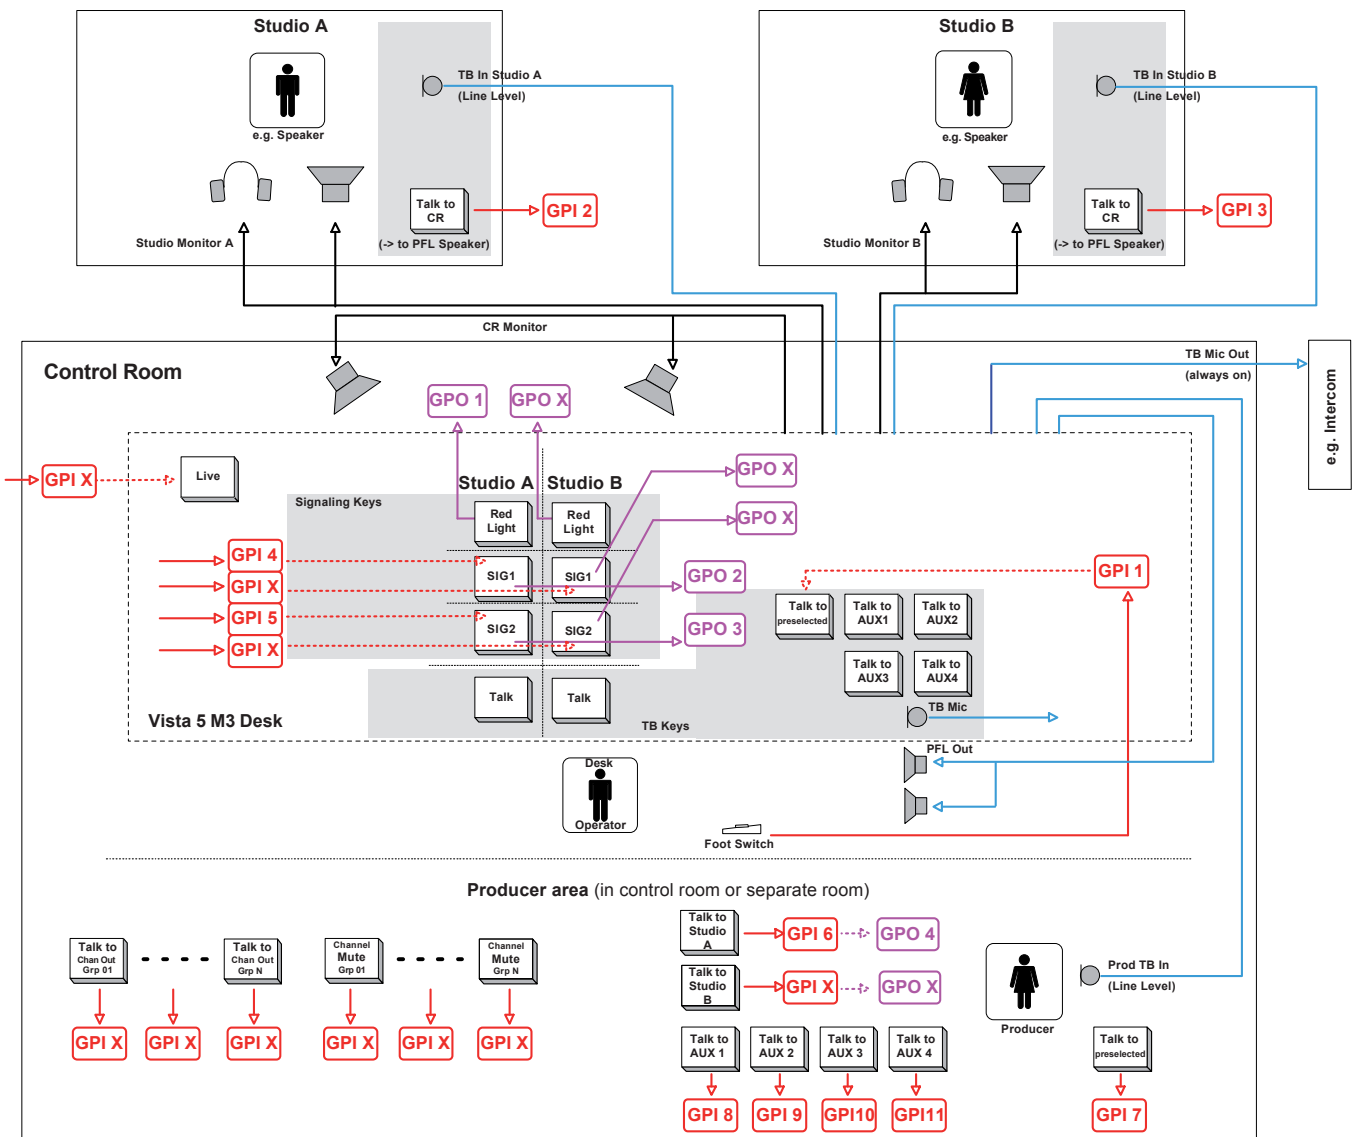 Studio A
TB In Studio A
(Line Level)
e.g. Speaker
Talk to
CR
GPI 2
Studio Monitor A
(-> to PFL Speaker)
Studio B
TB In Studio B
(Line Level)
e.g. Speaker
Talk to
CR
GPI 3
Studio Monitor B
(-> to PFL Speaker)
CR Monitor
TB Mic Out
(always on)
e.g. Intercom
Control Room
GPO 1
GPO X
GPI X
Live
Studio A
Studio B
GPO X
Signaling Keys
Red
Light
Red
Light
GPO X
GPI 4
GPI X
GPI 5
GPI X
SIG1
SIG1
GPO 2
SIG2
SIG2
GPO 3
GPI 1
Talk to
preselected
Talk to
AUX1
Talk to
AUX2
Talk to
AUX3
Talk to
AUX4
Talk
Talk
TB Mic
Vista 5 M3 Desk
TB Keys
PFL Out
Desk
Operator
Foot Switch
Producer area (in control room or separate room)
Talk to
Chan Out
Grp 01
Talk to
Chan Out
Grp N
Channel
Mute
Grp 01
Channel
Mute
Grp N
GPI X
GPI X
GPI X
GPI X
GPI X
GPI X
Talk to
Studio
A
GPI 6
GPO 4
Talk to
Studio
B
GPI X
GPO X
Producer
Prod TB In
(Line Level)
Talk to
AUX 1
Talk to
AUX 2
Talk to
AUX 3
Talk to
AUX 4
Talk to
preselected
GPI 8
GPI 9
GPI10
GPI11
GPI 7